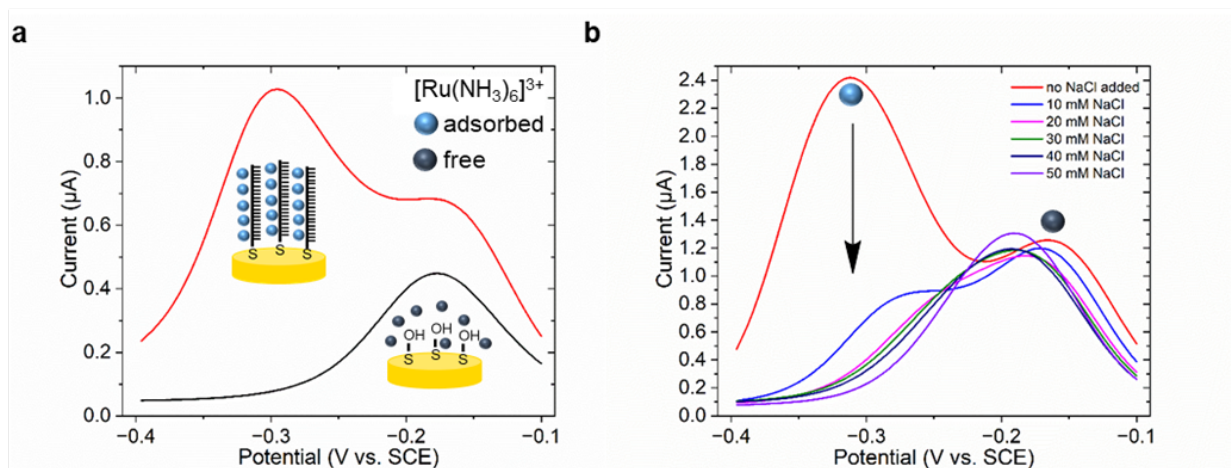 a
Current (µA)
1.0
0.8
0.6
0.4
0.2
0.0
−0.4
−0.3
−0.2
−0.1
Potential (V vs. SCE)
[Ru(NH₃)₆]³⁺
adsorbed
free
S S S
OH OH OH
S S S
b
Current (µA)
2.4
2.2
2.0
1.8
1.6
1.4
1.2
1.0
0.8
0.6
0.4
0.2
0.0
−0.4
−0.3
−0.2
−0.1
Potential (V vs. SCE)
no NaCl added
10 mM NaCl
20 mM NaCl
30 mM NaCl
40 mM NaCl
50 mM NaCl